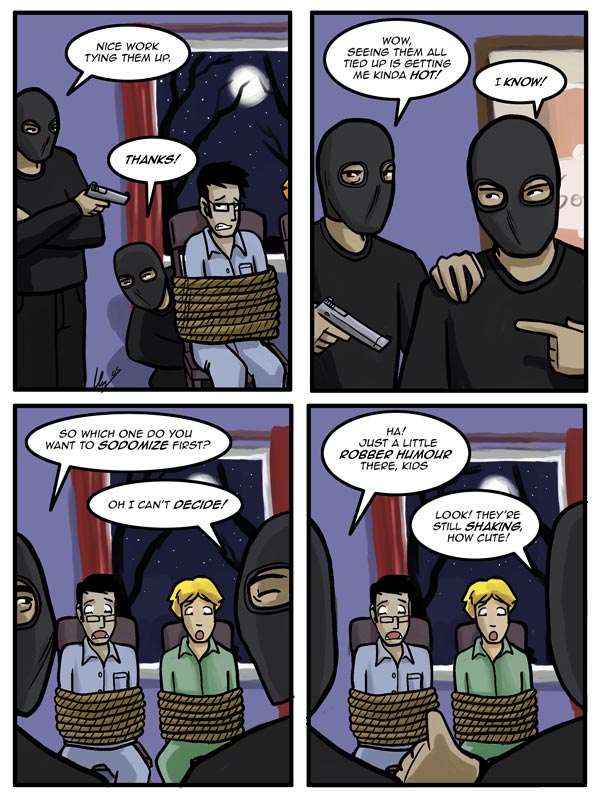 NICE WORK
TYING THEM UP.
THANKS!
WOW,
SEEING THEM ALL
TIED UP IS GETTING
ME KINDA HOT!
I KNOW!
SO WHICH ONE DO YOU
WANT TO SODOMIZE FIRST?
OH I CAN'T DECIDE!
HA!
JUST A LITTLE
ROBBER HUMOUR
THERE, KIDS
LOOK! THEY'RE
STILL SHAKING,
HOW CUTE!